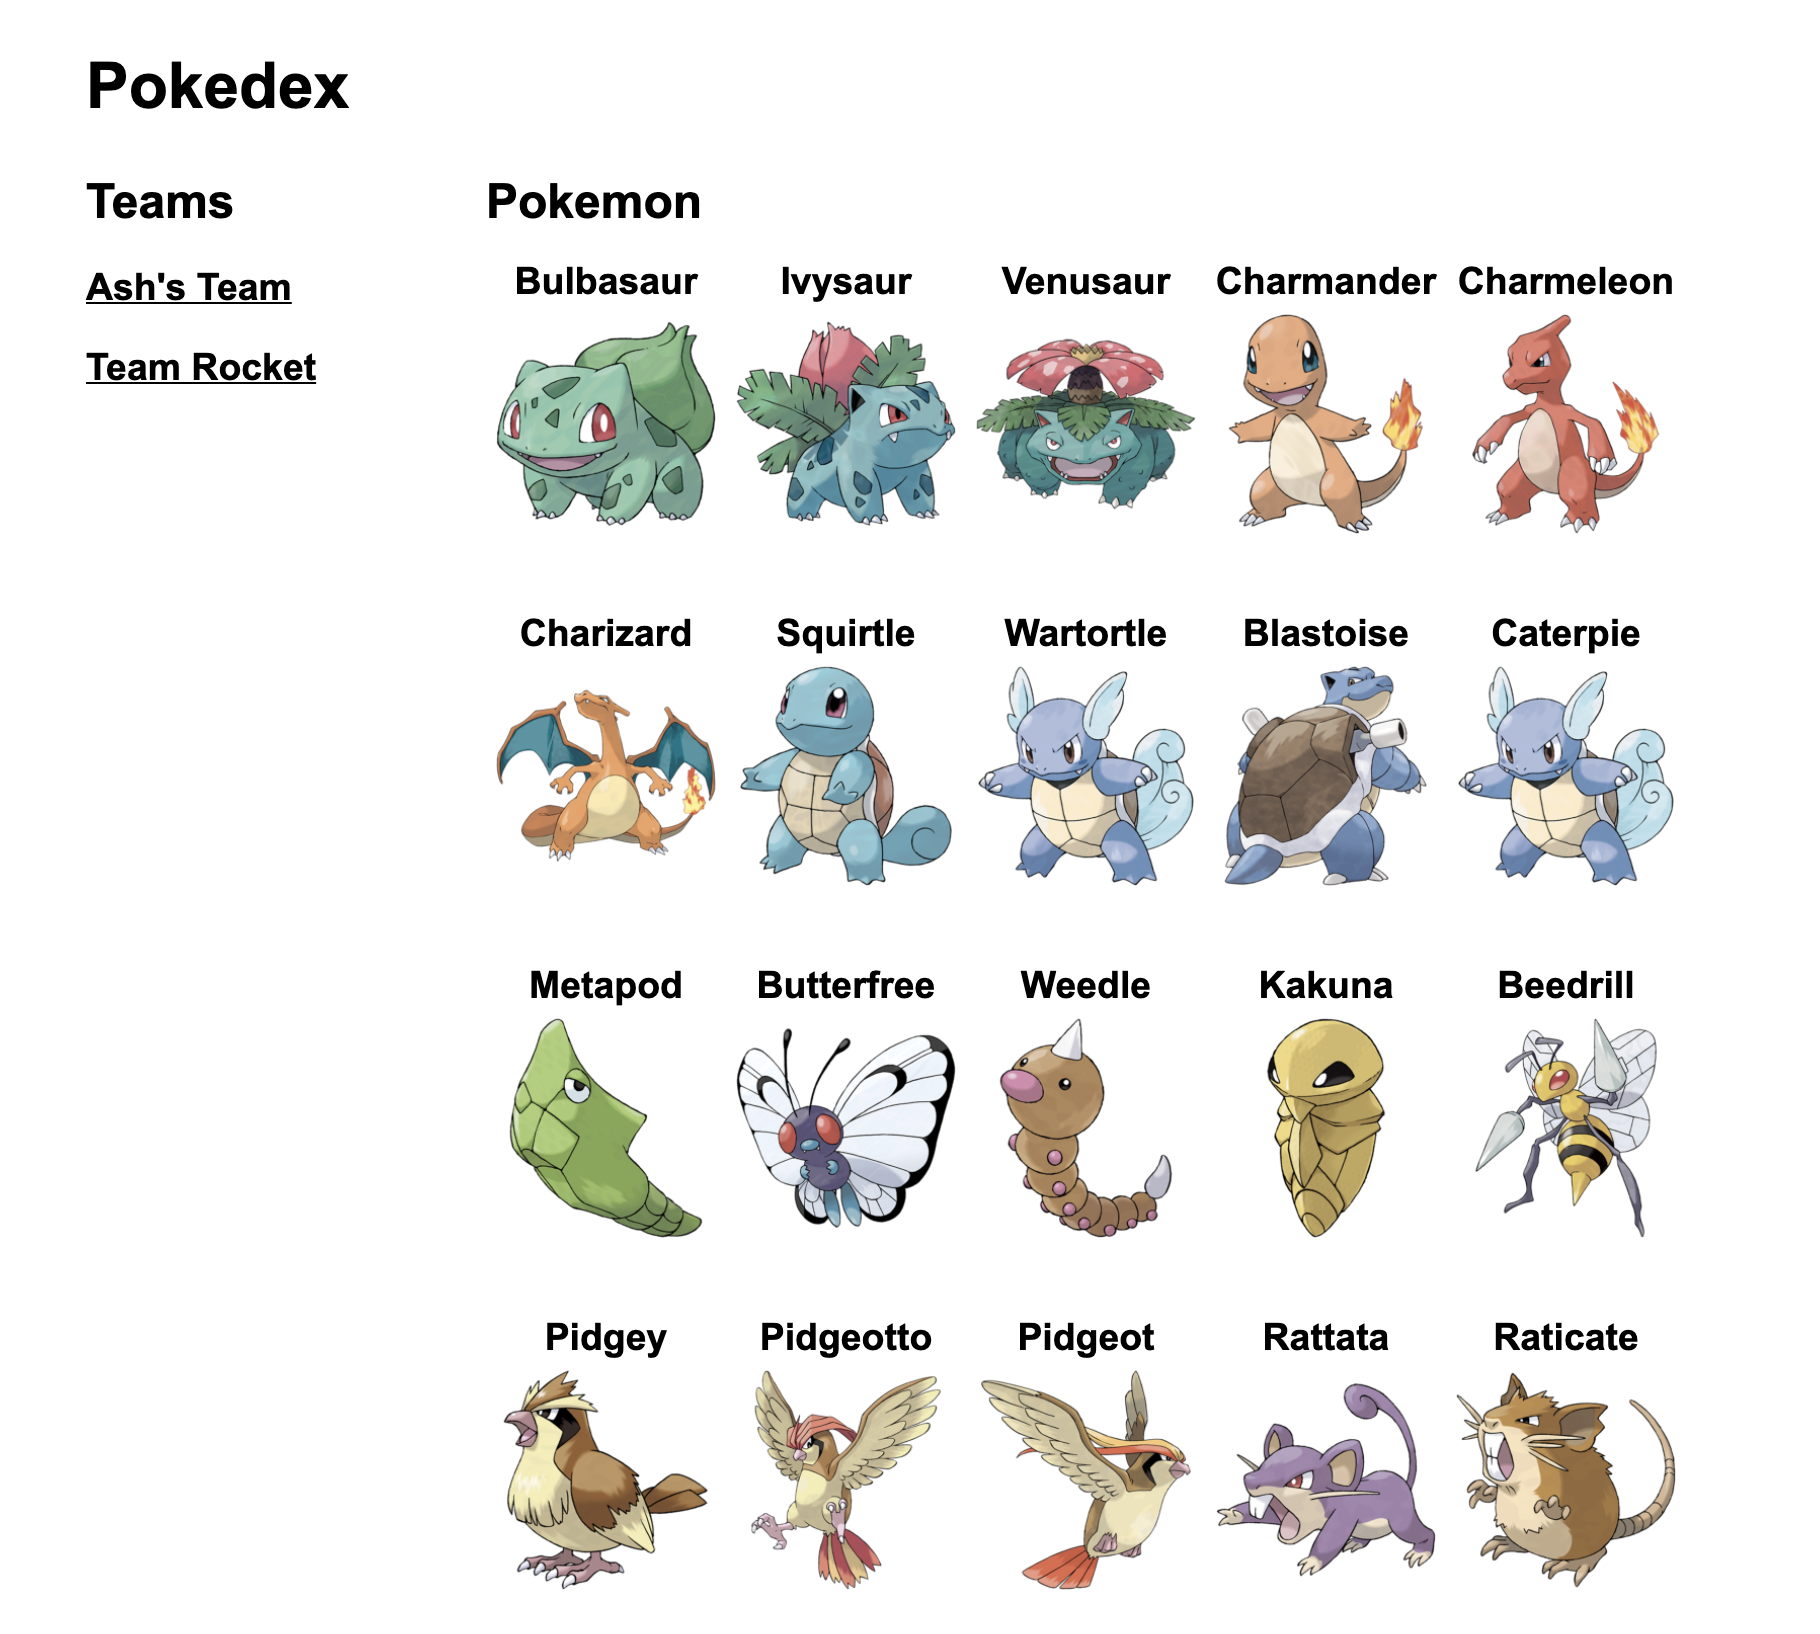 Pokedex
Teams
Ash's Team
Team Rocket
Pokemon
Bulbasaur Ivysaur Venusaur Charmander Charmeleon
Charizard Squirtle Wartortle Blastoise Caterpie
Metapod Butterfree Weedle Kakuna Beedrill
Pidgey Pidgeotto Pidgeot Rattata Raticate